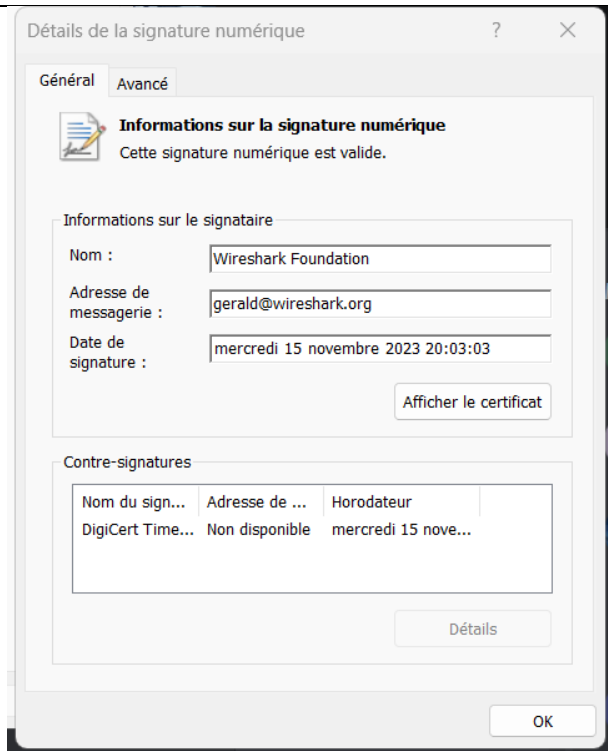 Détails de la signature numérique
?
Général Avancé
Informations sur la signature numérique
Cette signature numérique est valide.
Informations sur le signataire
Nom : Wireshark Foundation
Adresse de
messagerie : gerald@wireshark.org
Date de
signature : mercredi 15 novembre 2023 20:03:03
Afficher le certificat
Contre-signatures
Nom du sign... Adresse de ... Horodateur
DigiCert Time... Non disponible mercredi 15 nove...
Détails
OK